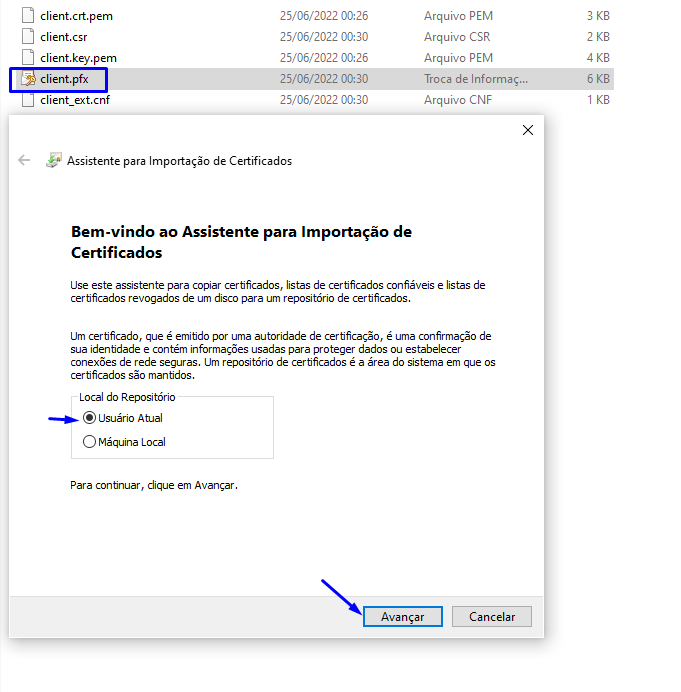 client.crt.pem 25/06/2022 00:26 Arquivo PEM 3 KB
client.csr 25/06/2022 00:30 Arquivo CSR 2 KB
client.key.pem 25/06/2022 00:26 Arquivo PEM 4 KB
client.pfx 25/06/2022 00:30 Troca de Informaç... 6 KB
client_ext.cnf 25/06/2022 00:30 Arquivo CNF 1 KB
Assistente para Importação de Certificados
Bem-vindo ao Assistente para Importação de
Certificados
Use este assistente para copiar certificados, listas de certificados confiáveis e listas de
certificados revogados de um disco para um repositório de certificados.
Um certificado, que é emitido por uma autoridade de certificação, é uma confirmação de
sua identidade e contém informações usadas para proteger dados ou estabelecer
conexões de rede seguras. Um repositório de certificados é a área do sistema em que os
certificados são mantidos.
Local do Repositório
Usuário Atual
Máquina Local
Para continuar, clique em Avançar.
Avançar Cancelar